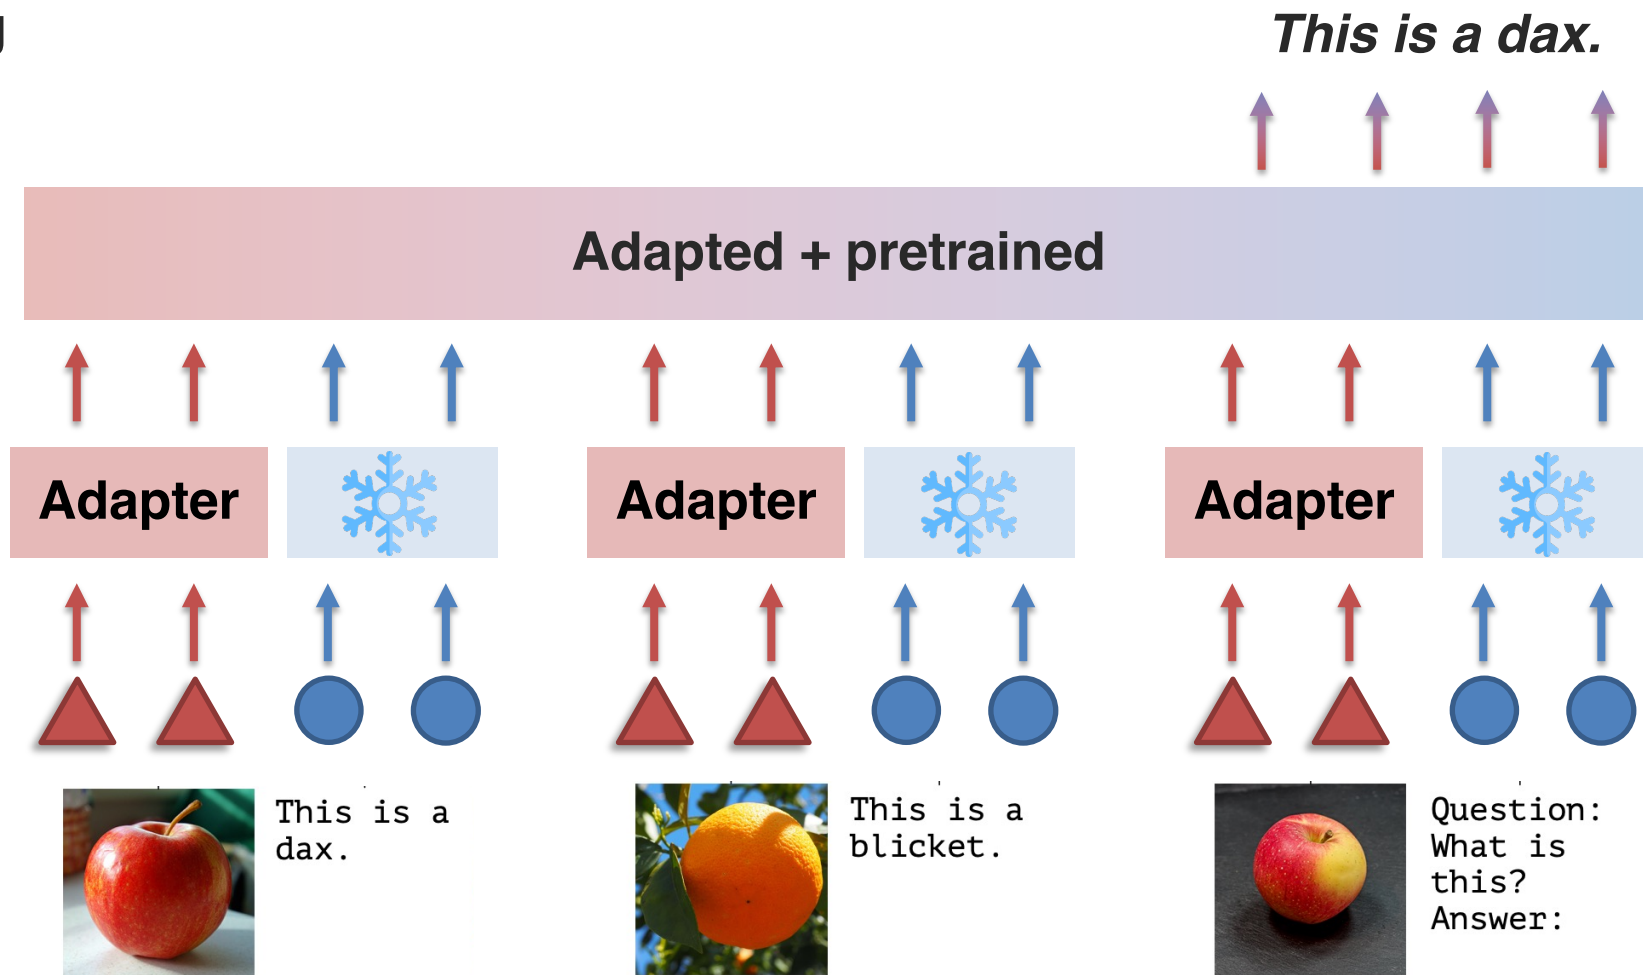 This is a dax.
Adapted + pretrained
Adapter
Adapter
Adapter
This is a
dax.
This is a
blicket.
Question:
What is
this?
Answer: